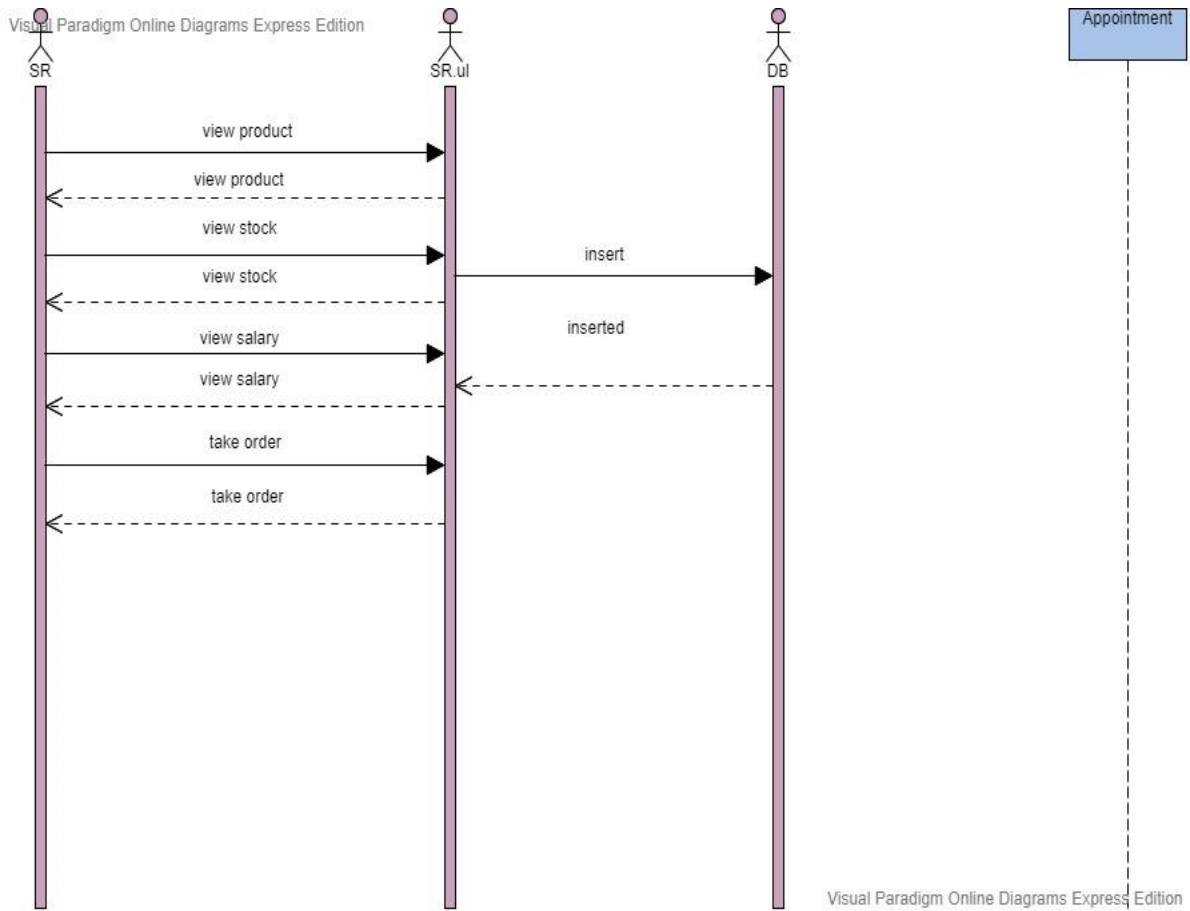 Visual Paradigm Online Diagrams Express Edition
SR
SR.uI
DB
Appointment
view product
view product
view stock
insert
view stock
inserted
view salary
view salary
take order
take order
Visual Paradigm Online Diagrams Express Edition